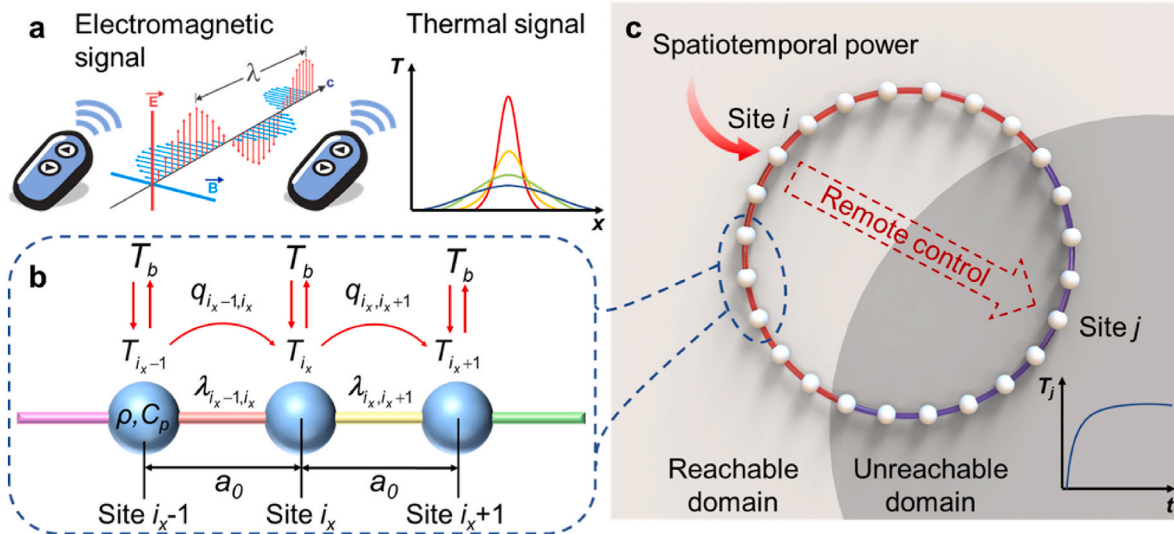 a
Electromagnetic
signal
λ
c
E
B
Thermal signal
T
x
b
T_b T_b T_b
q_{i_x−1,i_x} q_{i_x,i_x+1}
T_{i_x−1} T_{i_x} T_{i_x+1}
λ_{i_x−1,i_x} λ_{i_x,i_x+1}
ρ,C_p
a_0 a_0
Site i_x-1 Site i_x Site i_x+1
c
Spatiotemporal power
Site i
Remote control
Site j
T_j
t
Reachable
domain
Unreachable
domain